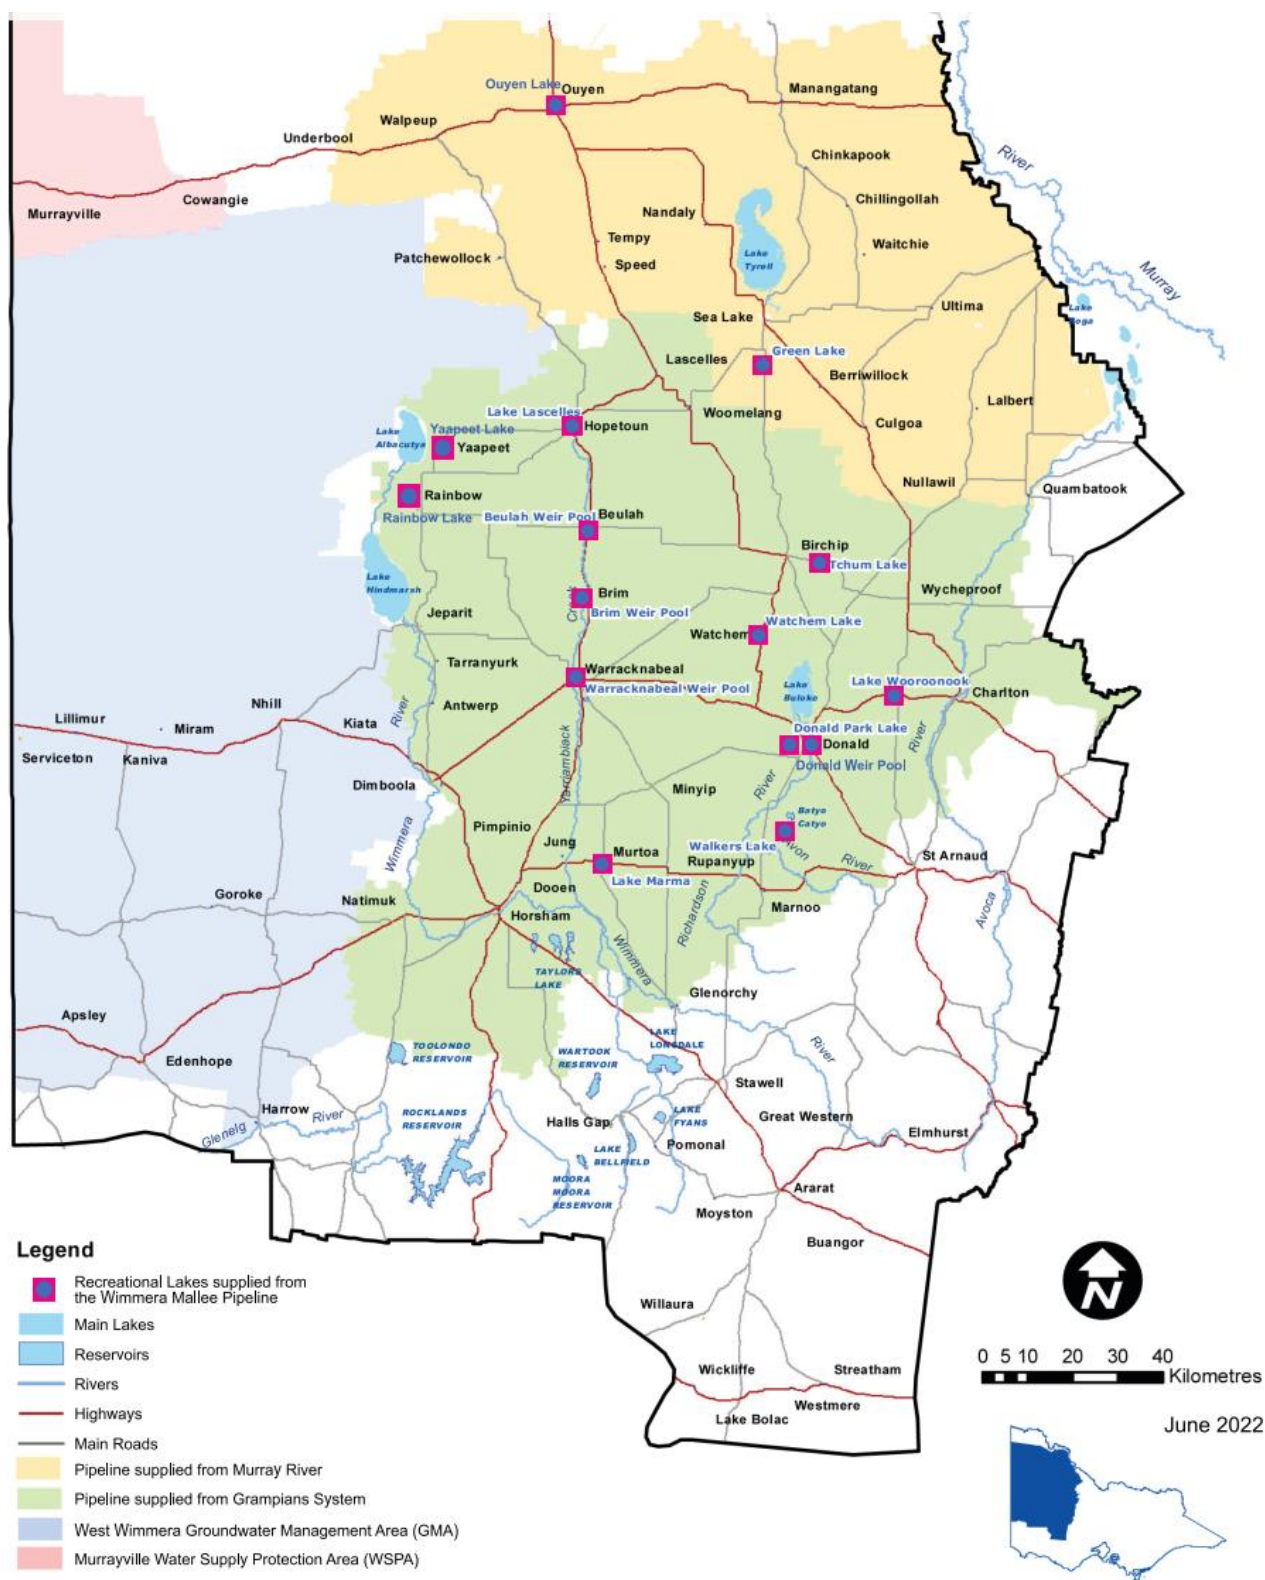 Ouyen Lake
Ouyen
Manangatang
Walpeup
Underbool
Chinkapook
River
Cowangie
Murrayville
Chillingollah
Nandaly
Tempy
Waitchie
Patchewollock
Speed
Lake
Tyrell
Murray
Ultima
Lake
Sea Lake
Green Lake
Lascelles
Berriwillock
Lake Lascelles
Hopetoun
Woomelang
Lalbert
Culgoa
Lake
Albacutya
Yaapeet Lake
Yaapeet
Nullawil
Quambatook
Rainbow
Rainbow Lake
Beulah Weir Pool
Beulah
Birchip
Tchum Lake
Lake
Hindmarsh
Wycheproof
Brim
Creek
Brim Weir Pool
Jeparit
Watchem
Watchem Lake
Tarranyurk
Warracknabeal
Warracknabeal Weir Pool
Lake
Buloke
Lake Wooroonook
Charlton
Nhill
Lillimur
Miram
Kiata
River
Antwerp
Donald Park Lake
River
Serviceton
Kaniva
Donald
Donald Weir Pool
Dimboola
Yarriambiack
Minyip
River
Pimpinio
Batyo
Catyo
Wimmera
Jung
Murtoa
Walkers Lake
Avon
River
St Arnaud
Rupanyup
Lake Marma
Goroke
Natimuk
Dooen
Horsham
Richardson
Marnoo
Avoca
Wimmera
TAYLORS
LAKE
Glenorchy
Apsley
Edenhope
TOOLONDO
RESERVOIR
WARTOOK
RESERVOIR
LAKE
LONSDALE
River
Stawell
Harrow
River
Glenelg
ROCKLANDS
RESERVOIR
Halls Gap
LAKE
FYANS
Great Western
Elmhurst
Pomonal
LAKE
BELLFIELD
MOORA
MOORA
RESERVOIR
Ararat
Moyston
Buangor
Willaura
Wickliffe
Streatham
Westmere
Lake Bolac
Legend
Recreational Lakes supplied from
the Wimmera Mallee Pipeline
Main Lakes
Reservoirs
Rivers
Highways
Main Roads
Pipeline supplied from Murray River
Pipeline supplied from Grampians System
West Wimmera Groundwater Management Area (GMA)
Murrayville Water Supply Protection Area (WSPA)
N
0 5 10 20 30 40
Kilometres
June 2022